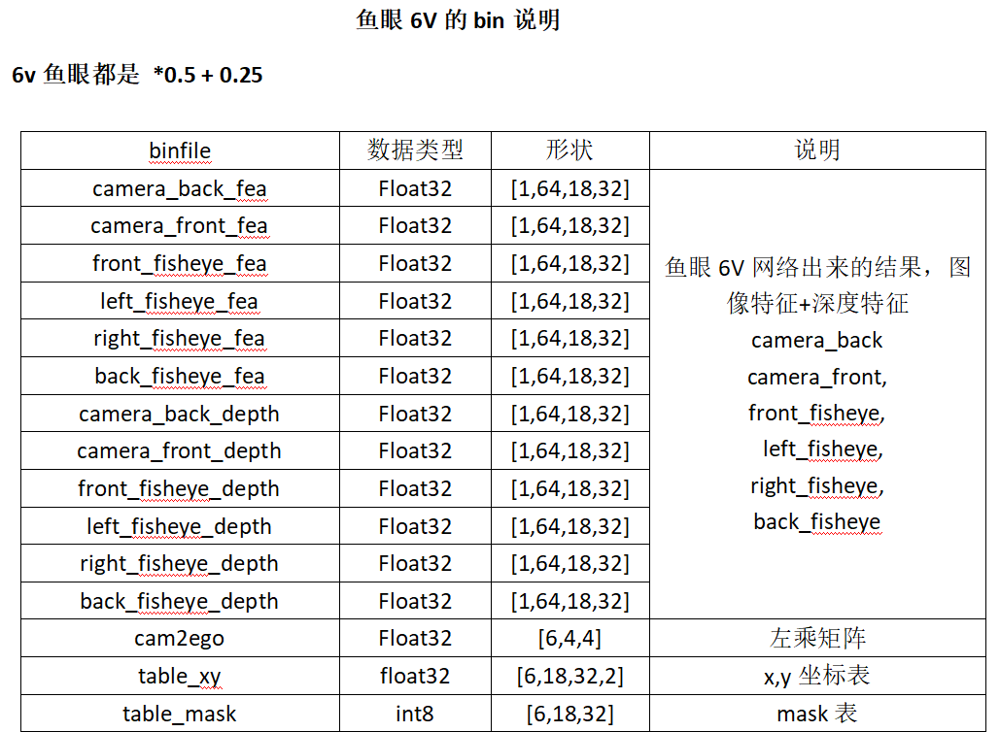 鱼眼 6V 的 bin 说明
6v 鱼眼都是 *0.5 + 0.25
binfile 数据类型 形状 说明
camera_back_fea Float32 [1,64,18,32]
camera_front_fea Float32 [1,64,18,32]
front_fisheye_fea Float32 [1,64,18,32]
left_fisheye_fea Float32 [1,64,18,32]
right_fisheye_fea Float32 [1,64,18,32]
back_fisheye_fea Float32 [1,64,18,32]
camera_back_depth Float32 [1,64,18,32]
camera_front_depth Float32 [1,64,18,32]
front_fisheye_depth Float32 [1,64,18,32]
left_fisheye_depth Float32 [1,64,18,32]
right_fisheye_depth Float32 [1,64,18,32]
back_fisheye_depth Float32 [1,64,18,32]
鱼眼 6V 网络出来的结果，图
像特征+深度特征
camera_back
camera_front,
front_fisheye,
left_fisheye,
right_fisheye,
back_fisheye
cam2ego Float32 [6,4,4] 左乘矩阵
table_xy float32 [6,18,32,2] x,y 坐标表
table_mask int8 [6,18,32] mask 表